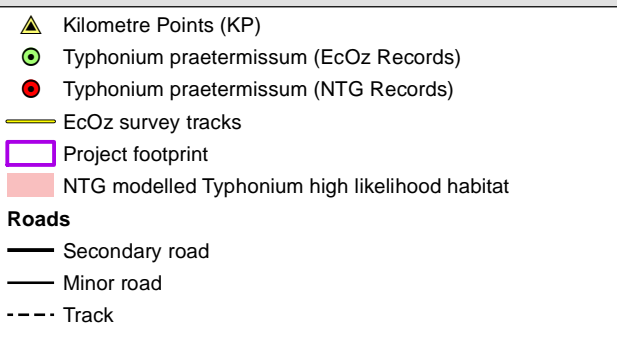 Kilometre Points (KP)
Typhonium praetermissum (EcOz Records)
Typhonium praetermissum (NTG Records)
EcOz survey tracks
Project footprint
NTG modelled Typhonium high likelihood habitat
Roads
Secondary road
Minor road
Track